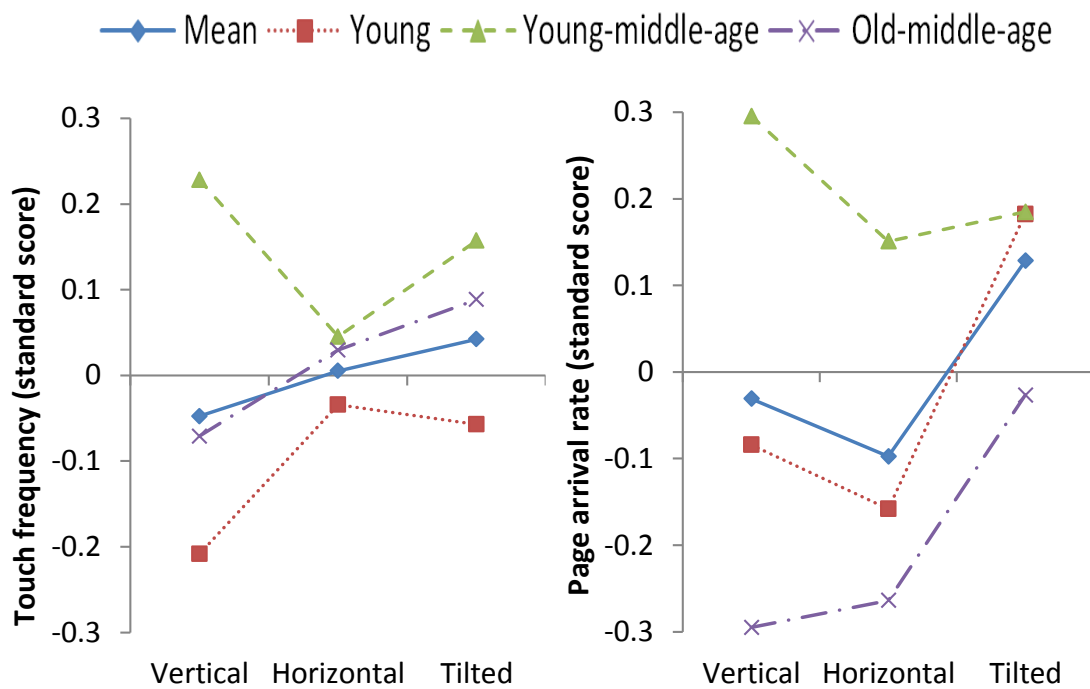 Mean Young Young-middle-age Old-middle-age
Touch frequency (standard score)
0.3
0.2
0.1
0
-0.1
-0.2
-0.3
Vertical Horizontal Tilted
Page arrival rate (standard score)
0.3
0.2
0.1
0
-0.1
-0.2
-0.3
Vertical Horizontal Tilted